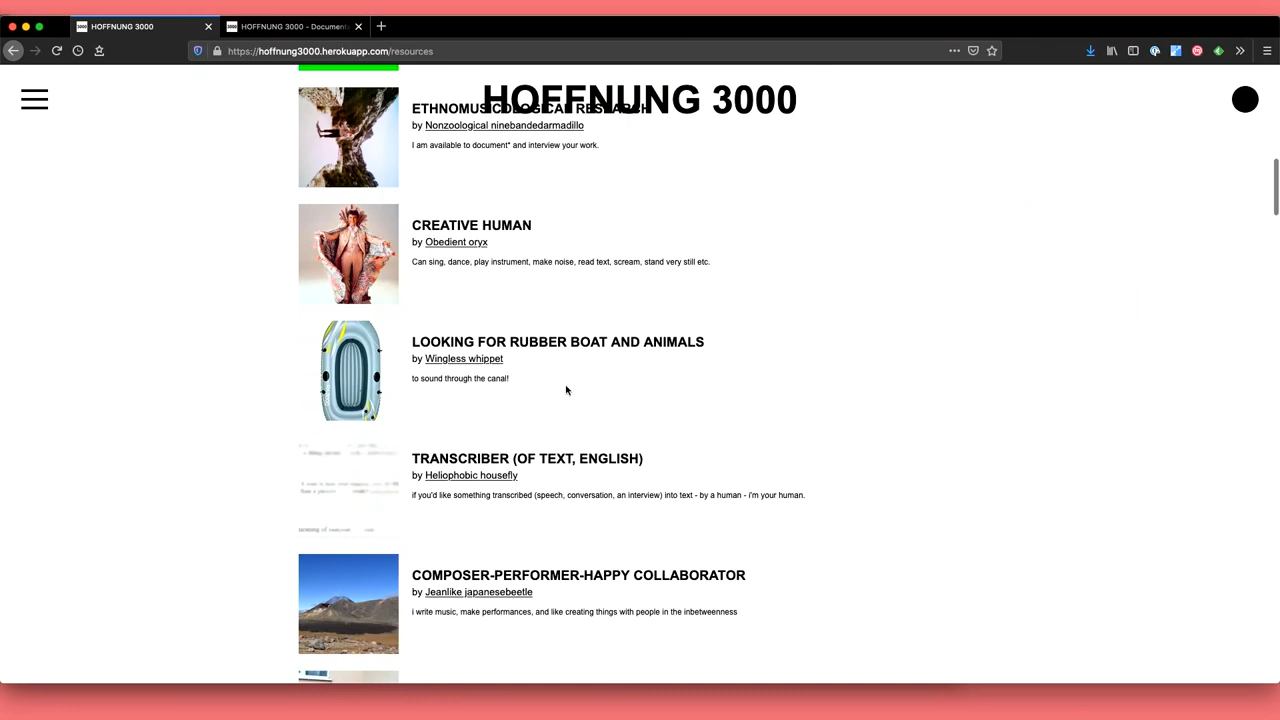 HOFFNUNG 3000
HOFFNUNG 3000 - Documenta
https://hoffnung3000.herokuapp.com/resources
HOFFNUNG 3000
ETHNOMUSICOLOGICAL RESEARCH
by Nonzoological ninebandedarmadillo
I am available to document* and interview your work.
CREATIVE HUMAN
by Obedient oryx
Can sing, dance, play instrument, make noise, read text, scream, stand very still etc.
LOOKING FOR RUBBER BOAT AND ANIMALS
by Wingless whippet
to sound through the canal!
TRANSCRIBER (OF TEXT, ENGLISH)
by Heliophobic housefly
if you'd like something transcribed (speech, conversation, an interview) into text - by a human - i'm your human.
COMPOSER-PERFORMER-HAPPY COLLABORATOR
by Jeanlike japanesebeetle
i write music, make performances, and like creating things with people in the inbetweenness